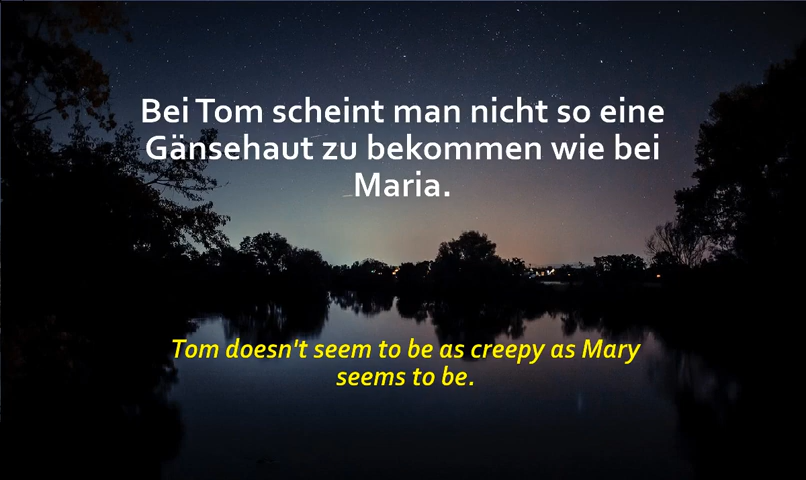 Bei Tom scheint man nicht so eine
Gänsehaut zu bekommen wie bei
Maria.
Tom doesn't seem to be as creepy as Mary
seems to be.